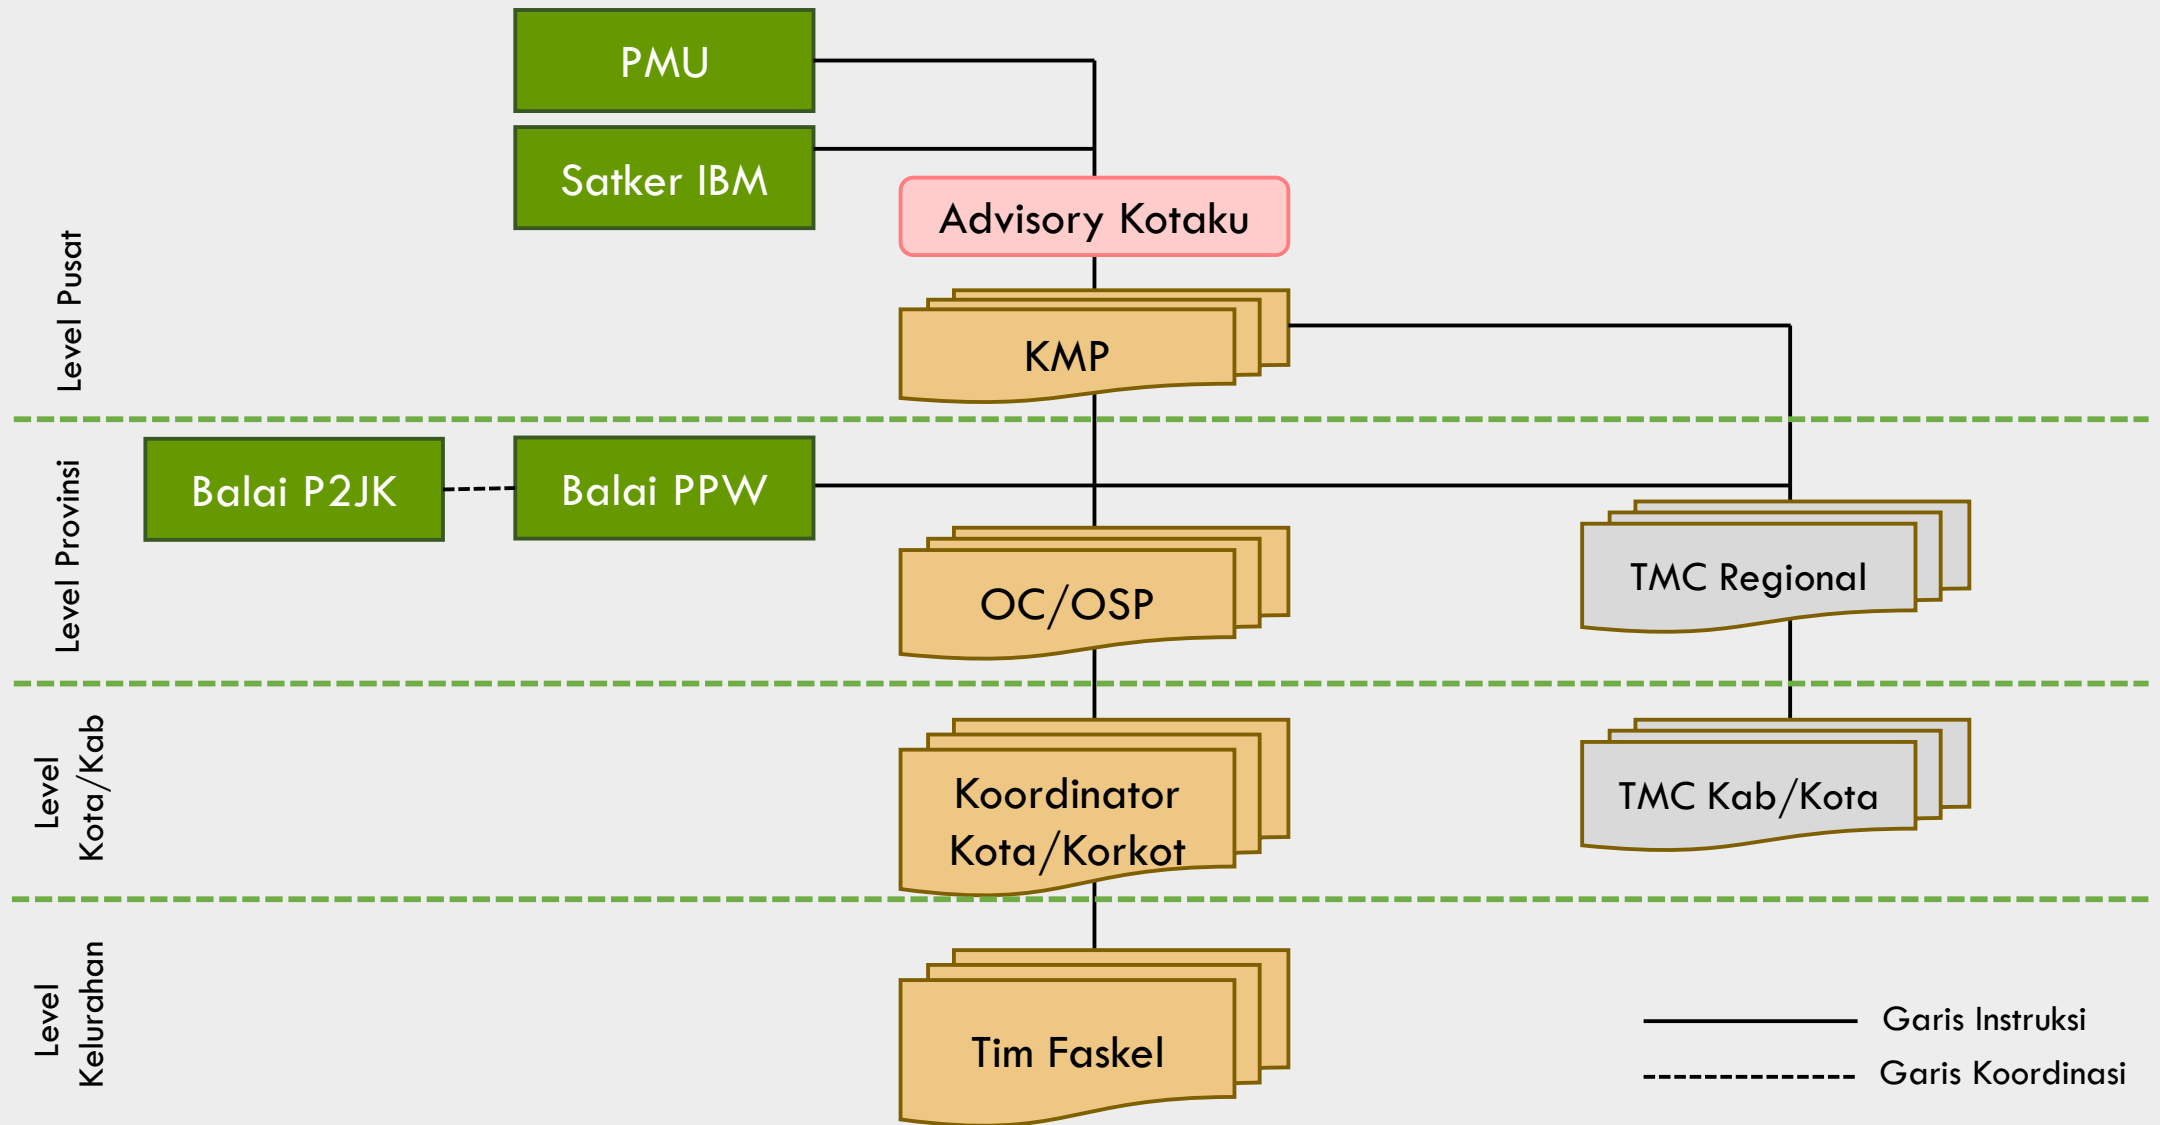 PMU
Satker IBM
Advisory Kotaku
Level Pusat
KMP
Balai P2JK
Balai PPW
Level Provinsi
OC/OSP
TMC Regional
Level
Kota/Kab
Koordinator
Kota/Korkot
TMC Kab/Kota
Level
Kelurahan
Tim Faskel
Garis Instruksi
Garis Koordinasi